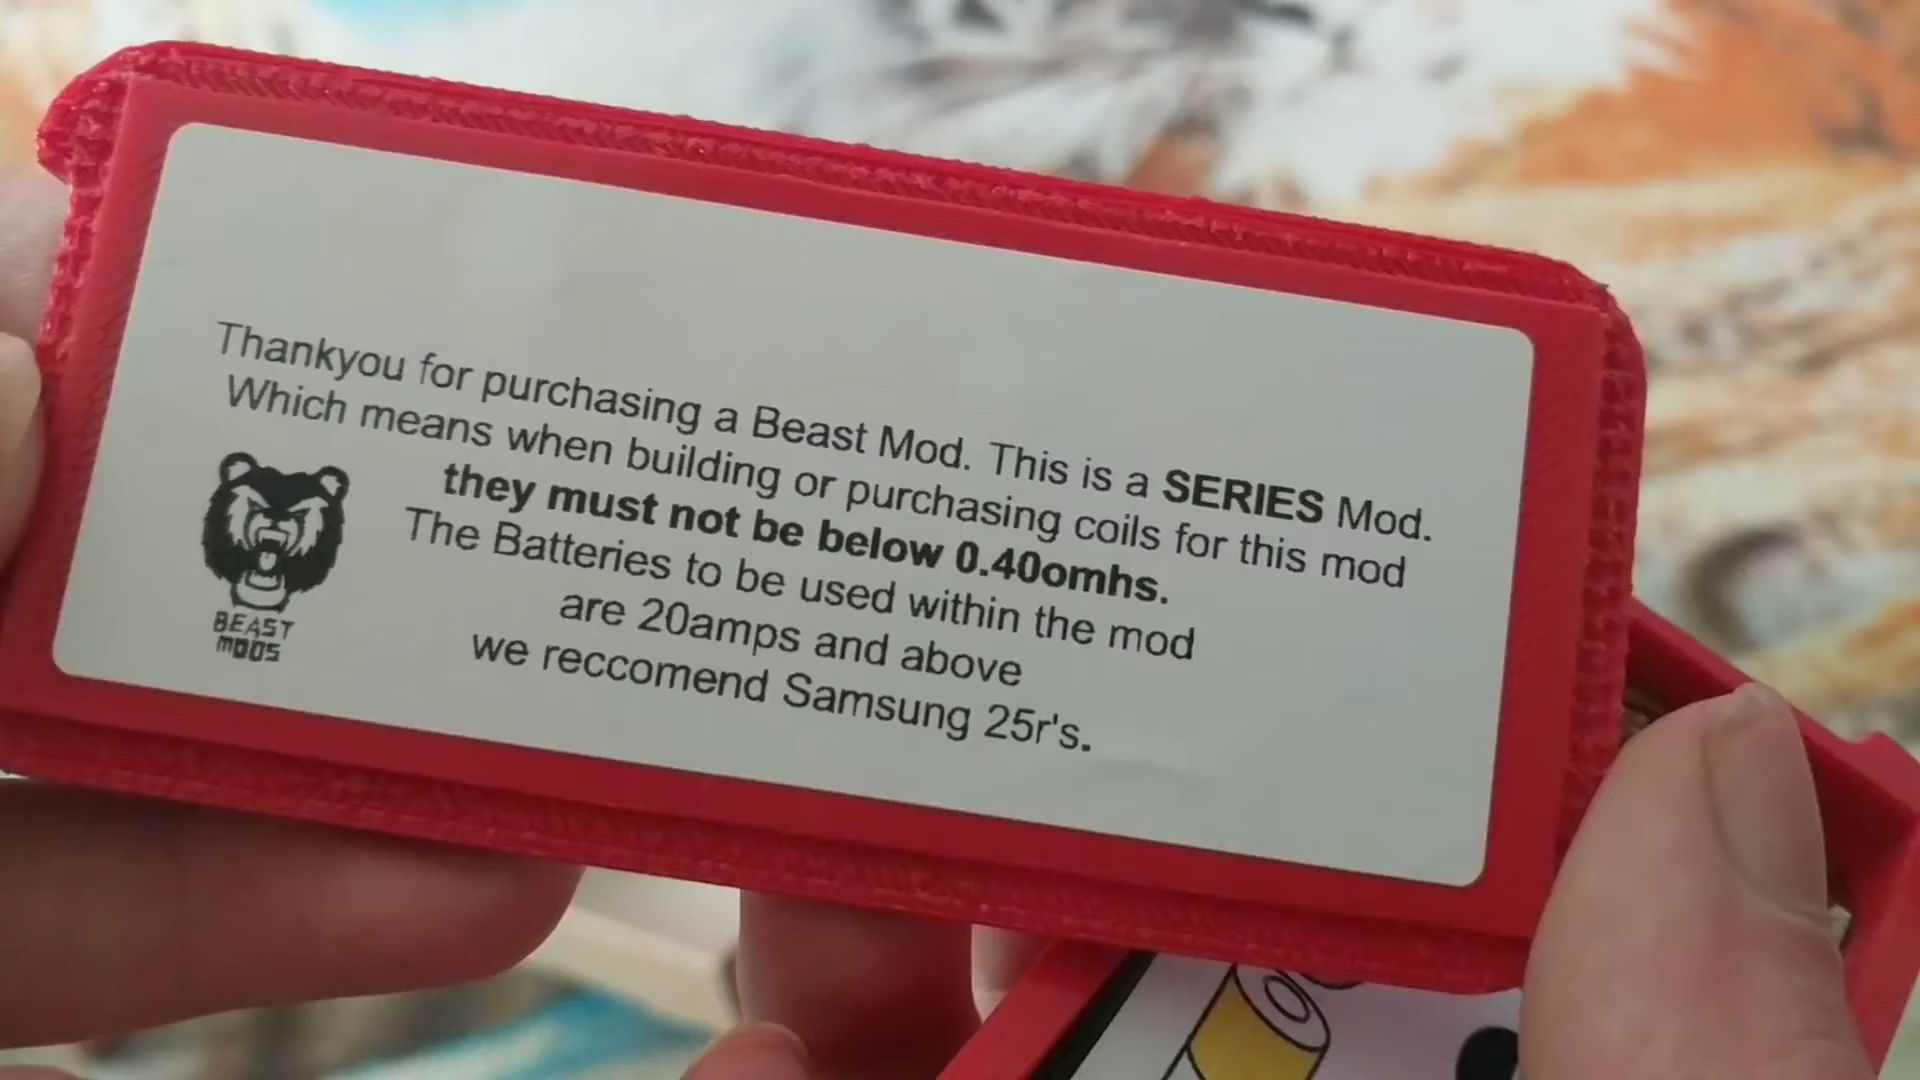 Thankyou for purchasing a Beast Mod. This is a SERIES Mod.
Which means when building or purchasing coils for this mod
they must not be below 0.40omhs.
The Batteries to be used within the mod
are 20amps and above
we reccomend Samsung 25r's.
BEAST
MODS